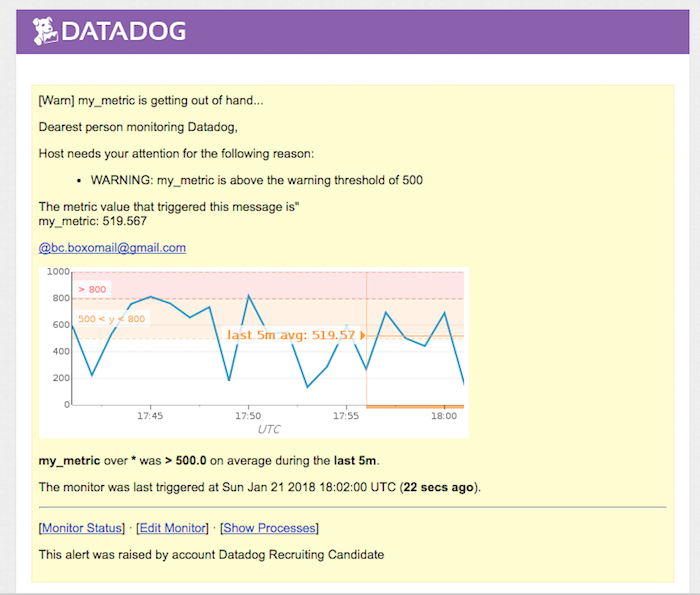 DATADOG
[Warn] my_metric is getting out of hand...
Dearest person monitoring Datadog,
Host needs your attention for the following reason:
• WARNING: my_metric is above the warning threshold of 500
The metric value that triggered this message is"
my_metric: 519.567
@bc.boxomail@gmail.com
1000
> 800
800
500 < y < 800
600
last 5m avg: 519.57
400
200
0
17:45 17:50 17:55 18:00
UTC
my_metric over * was > 500.0 on average during the last 5m.
The monitor was last triggered at Sun Jan 21 2018 18:02:00 UTC (22 secs ago).
[Monitor Status] · [Edit Monitor] · [Show Processes]
This alert was raised by account Datadog Recruiting Candidate